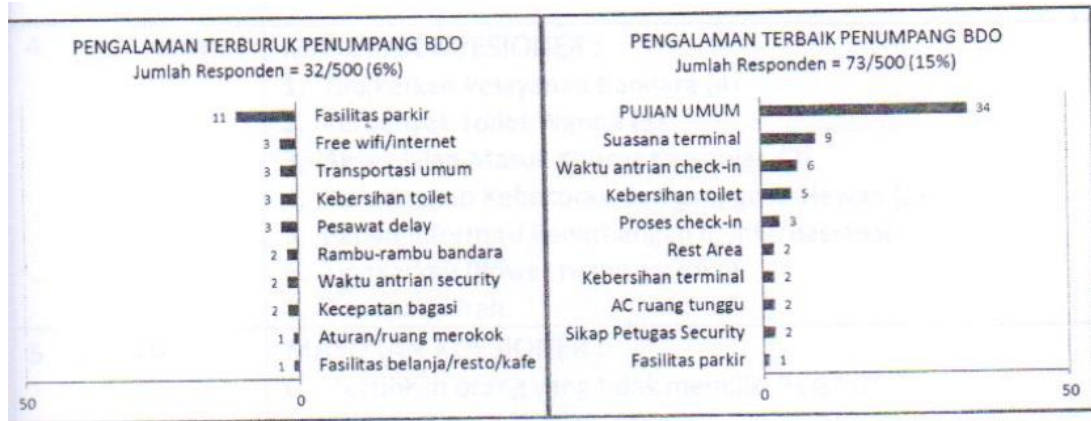 PENGALAMAN TERBURUK PENUMPANG BDO
Jumlah Responden = 32/500 (6%)
11 Fasilitas parkir
3 Free wifi/internet
3 Transportasi umum
3 Kebersihan toilet
3 Pesawat delay
2 Rambu-rambu bandara
2 Waktu antrian security
2 Kecepatan bagasi
1 Aturan/ruang merokok
1 Fasilitas belanja/resto/kafe
50 0
PENGALAMAN TERBAIK PENUMPANG BDO
Jumlah Responden = 73/500 (15%)
PUJIAN UMUM 34
Suasana terminal 9
Waktu antrian check-in 6
Kebersihan toilet 5
Proses check-in 3
Rest Area 2
Kebersihan terminal 2
AC ruang tunggu 2
Sikap Petugas Security 2
Fasilitas parkir 1
0 50